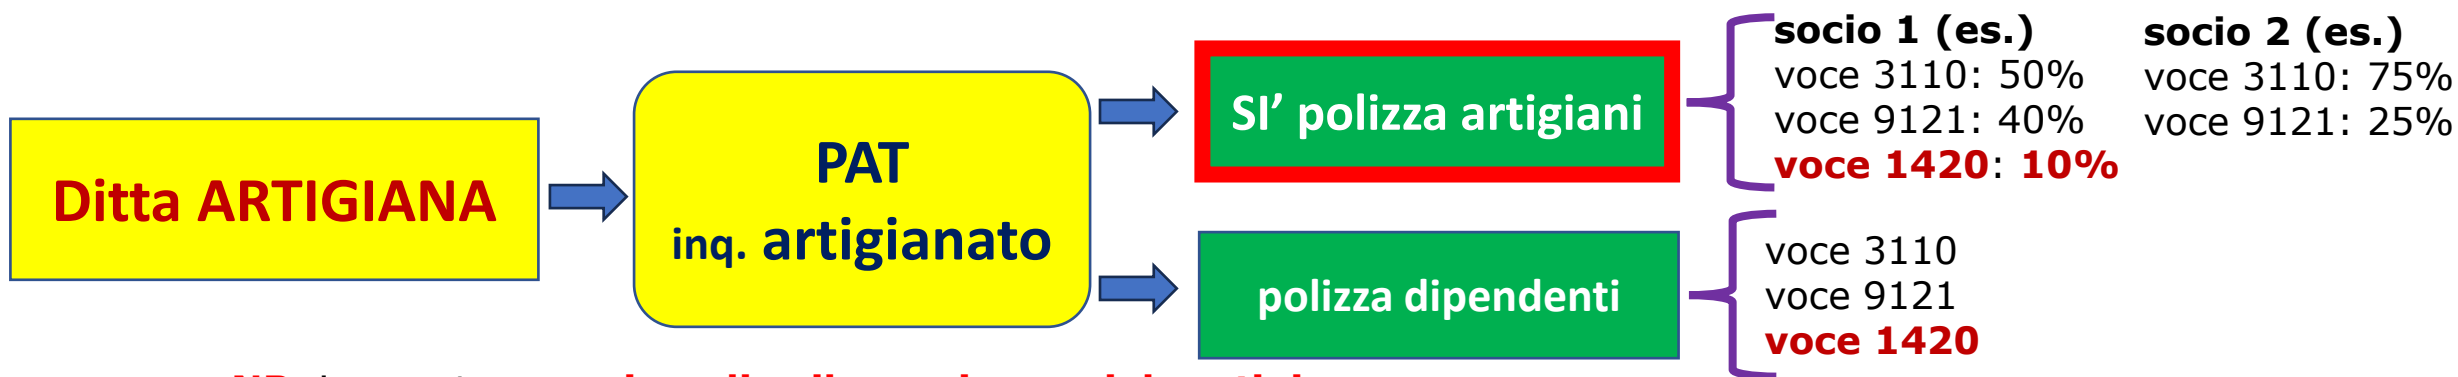 Ditta ARTIGIANA
PAT
inq. artigianato
SI' polizza artigiani
socio 1 (es.)
voce 3110: 50%
voce 9121: 40%
voce 1420: 10%
socio 2 (es.)
voce 3110: 75%
voce 9121: 25%
polizza dipendenti
voce 3110
voce 9121
voce 1420